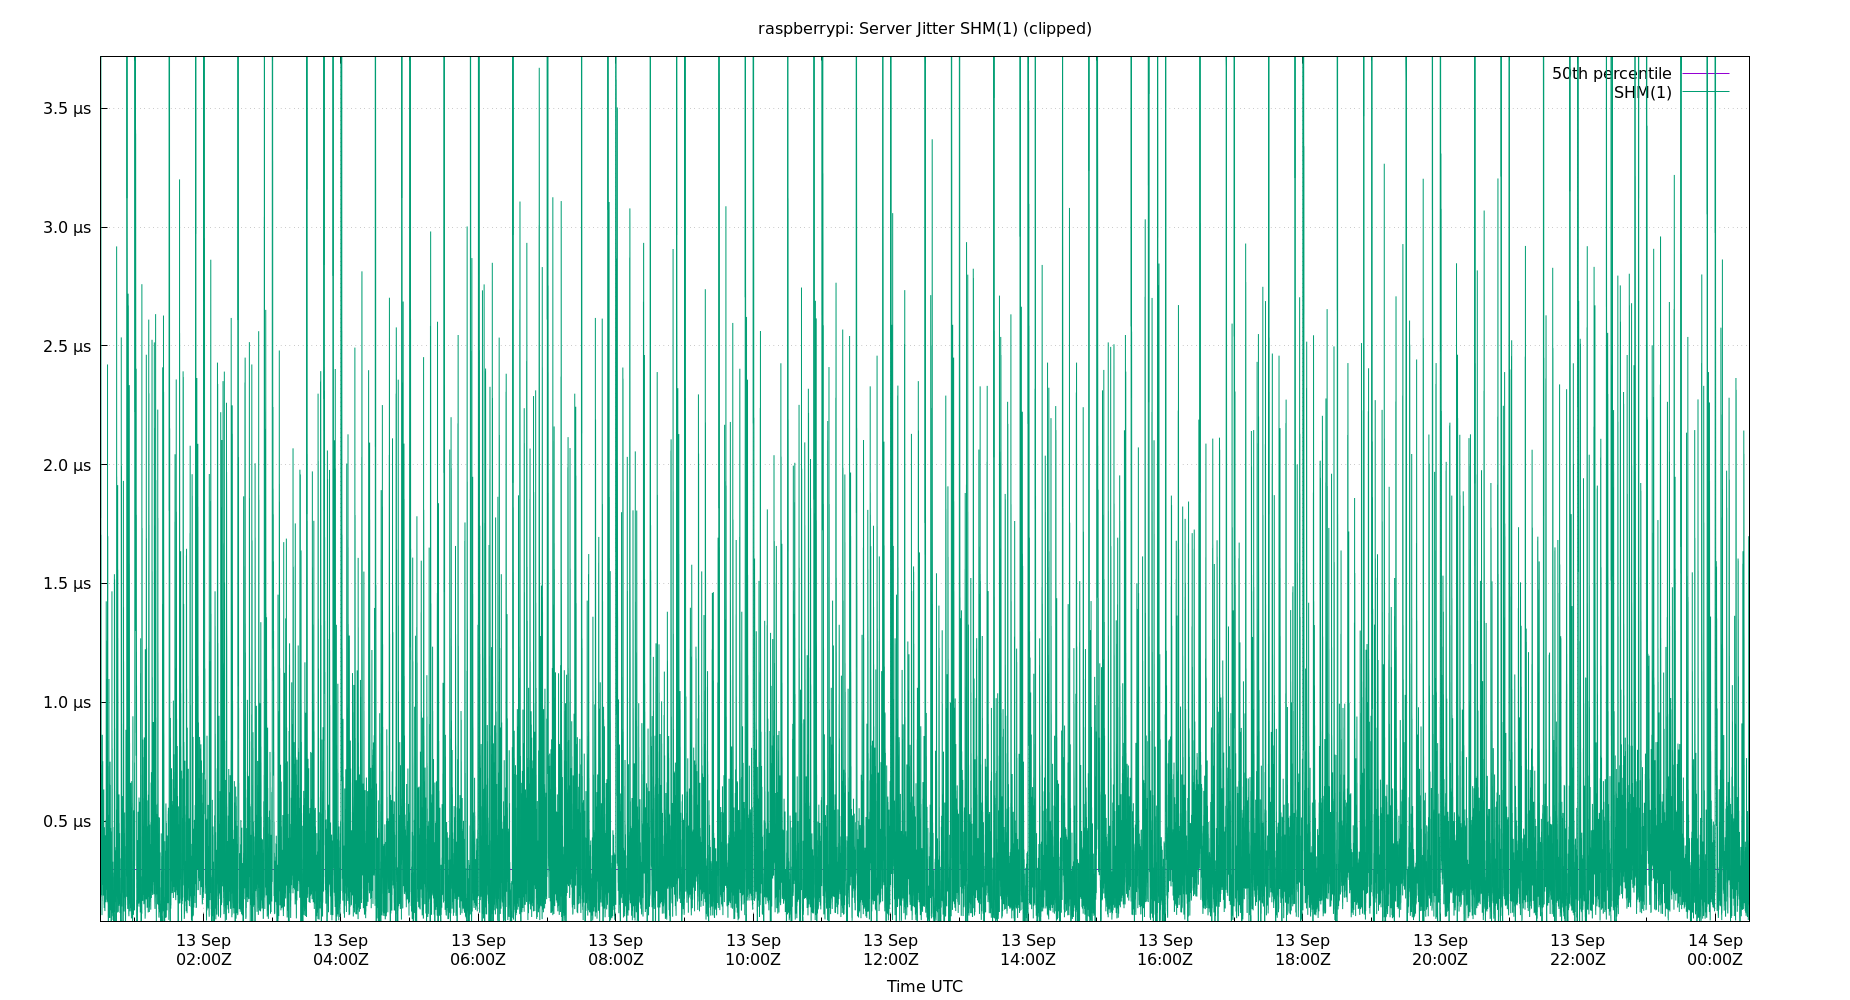 raspberrypi: Server Jitter SHM(1) (clipped)
50th percentile
SHM(1)
3.5 µs
3.0 µs
2.5 µs
2.0 µs
1.5 µs
1.0 µs
0.5 µs
13 Sep 13 Sep 13 Sep 13 Sep 13 Sep 13 Sep 13 Sep 13 Sep 13 Sep 13 Sep 13 Sep 14 Sep
02:00Z 04:00Z 06:00Z 08:00Z 10:00Z 12:00Z 14:00Z 16:00Z 18:00Z 20:00Z 22:00Z 00:00Z
Time UTC